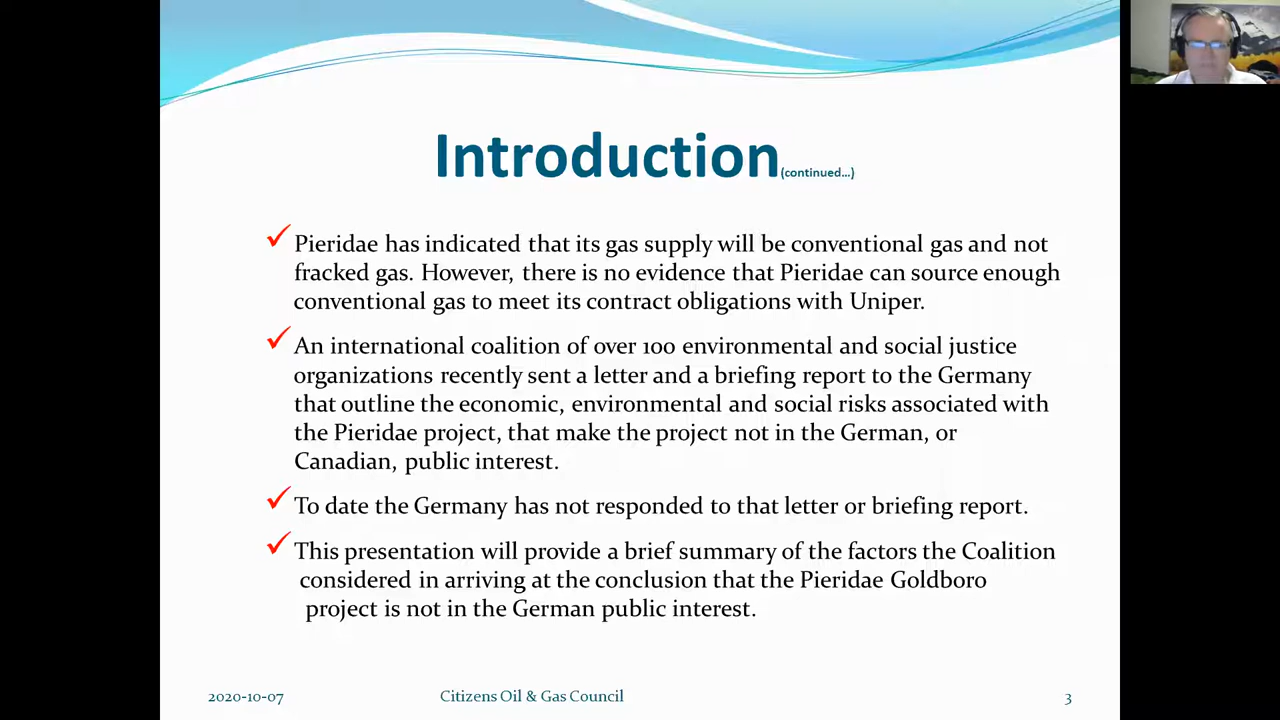 Introduction(continued...)
Pieridae has indicated that its gas supply will be conventional gas and not
fracked gas. However, there is no evidence that Pieridae can source enough
conventional gas to meet its contract obligations with Uniper.
An international coalition of over 100 environmental and social justice
organizations recently sent a letter and a briefing report to the Germany
that outline the economic, environmental and social risks associated with
the Pieridae project, that make the project not in the German, or
Canadian, public interest.
To date the Germany has not responded to that letter or briefing report.
This presentation will provide a brief summary of the factors the Coalition
considered in arriving at the conclusion that the Pieridae Goldboro
project is not in the German public interest.
2020-10-07 Citizens Oil & Gas Council 3